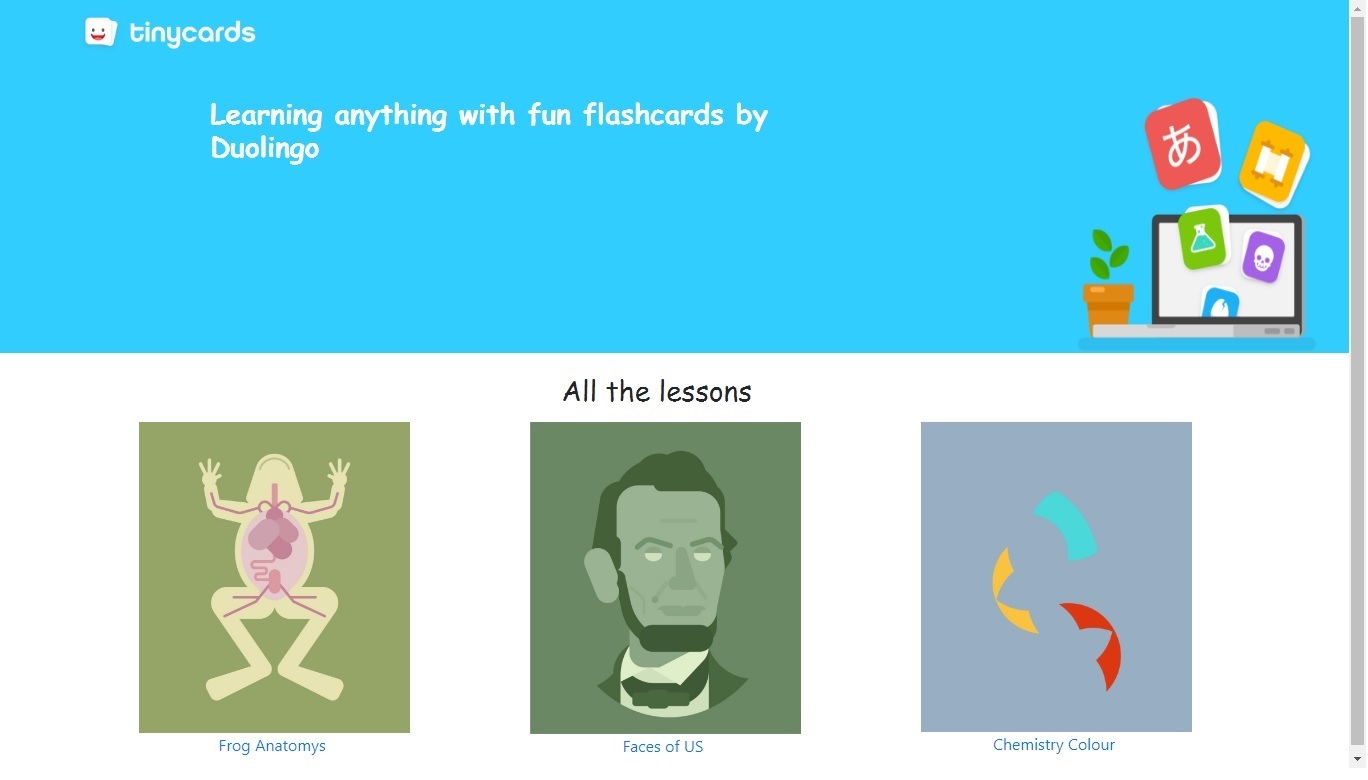 tinycards
Learning anything with fun flashcards by
Duolingo
あ
All the lessons
Frog Anatomys
Faces of US
Chemistry Colour